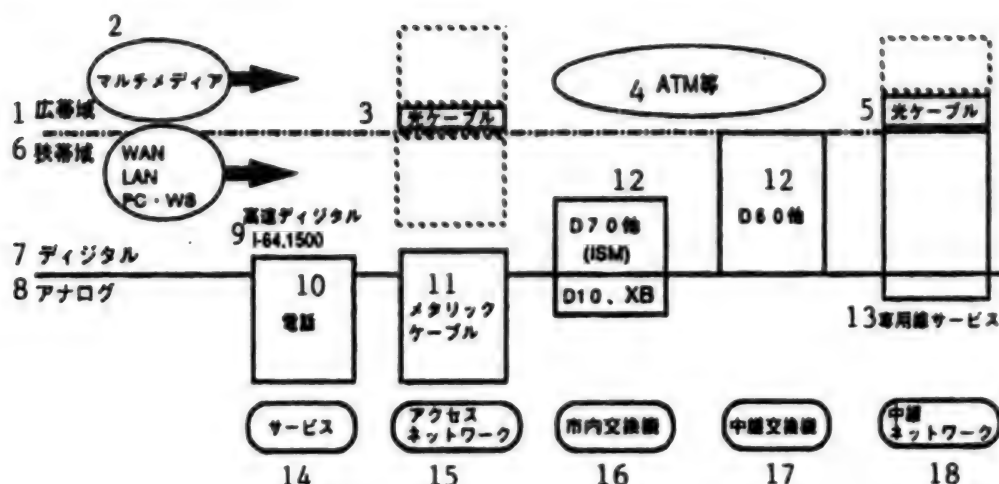 2
マルチメディア
1 広帯域
3 光ケーブル
4 ATM等
5 光ケーブル
6 狭帯域
WAN
LAN
PC・WS
9 高速ディジタル
I-64,1500
7 ディジタル
8 アナログ
10
電話
11
メタリック
ケーブル
12
D70他
(ISM)
D10、XB
12
D60他
13 専用線サービス
サービス
14
アクセス
ネットワーク
15
市内交換機
16
中継交換機
17
中継
ネットワーク
18